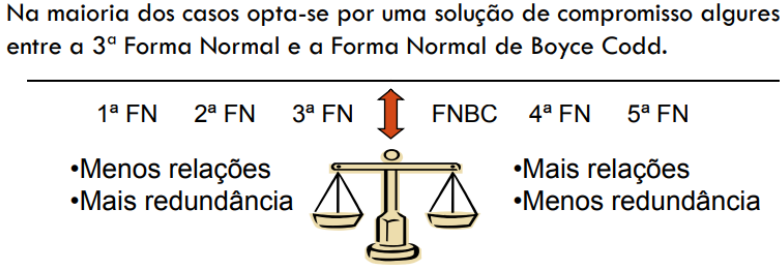 Na maioria dos casos opta-se por uma solução de compromisso algures
entre a 3ª Forma Normal e a Forma Normal de Boyce Codd.
1ª FN 2ª FN 3ª FN FNBC 4ª FN 5ª FN
•Menos relações
•Mais redundância
•Mais relações
•Menos redundância